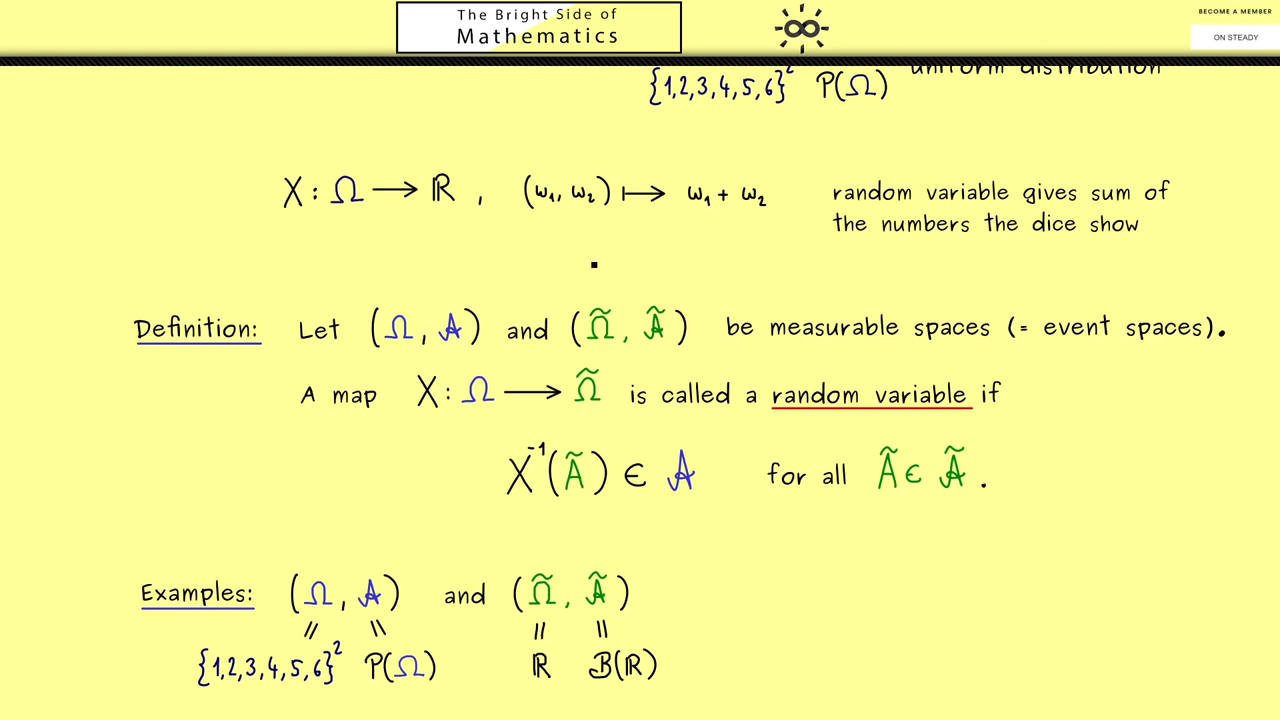 The Bright Side of
Mathematics
BECOME A MEMBER
ON STEADY
uniform distribution
{1,2,3,4,5,6}² P(Ω)
X : Ω ⟶ ℝ , (ω₁, ω₂) ⟼ ω₁ + ω₂ random variable gives sum of
the numbers the dice show
Definition: Let (Ω, 𝒜) and (Ω̃, 𝒜̃) be measurable spaces (= event spaces).
A map X : Ω ⟶ Ω̃ is called a random variable if
X⁻¹(Ã) ∈ 𝒜 for all Ã ∈ 𝒜̃ .
Examples: (Ω, 𝒜) and (Ω̃, 𝒜̃)
= = = =
{1,2,3,4,5,6}² P(Ω) ℝ ℬ(ℝ)